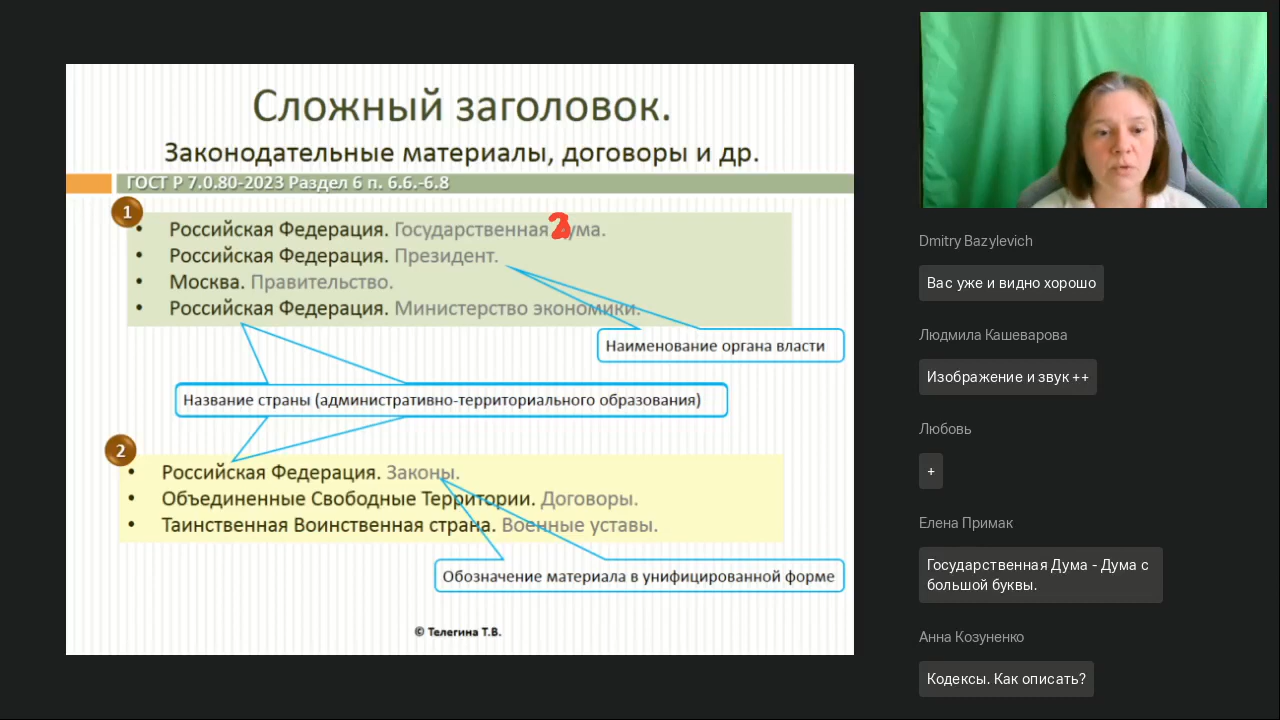 Сложный заголовок.
Законодательные материалы, договоры и др.
ГОСТ Р 7.0.80-2023 Раздел 6 п. 6.6.-6.8
1
• Российская Федерация. Государственная ума.
• Российская Федерация. Президент.
• Москва. Правительство.
• Российская Федерация. Министерство экономики.
Наименование органа власти
Название страны (административно-территориального образования)
2
• Российская Федерация. Законы.
• Объединенные Свободные Территории. Договоры.
• Таинственная Воинственная страна. Военные уставы.
Обозначение материала в унифицированной форме
© Телегина Т.В.
Dmitry Bazylevich
Вас уже и видно хорошо
Людмила Кашеварова
Изображение и звук ++
Любовь
+
Елена Примак
Государственная Дума - Дума с
большой буквы.
Анна Козуненко
Кодексы. Как описать?